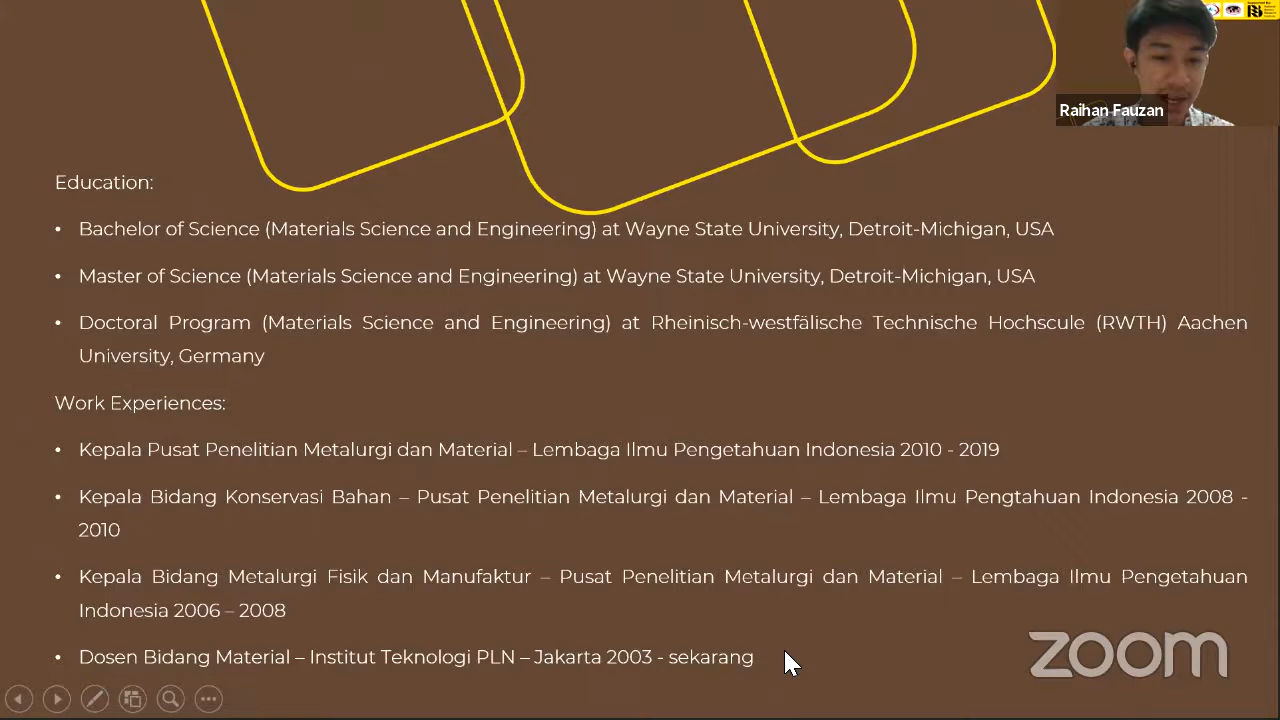 Raihan Fauzan
Education:
• Bachelor of Science (Materials Science and Engineering) at Wayne State University, Detroit-Michigan, USA
• Master of Science (Materials Science and Engineering) at Wayne State University, Detroit-Michigan, USA
• Doctoral Program (Materials Science and Engineering) at Rheinisch-westfälische Technische Hochscule (RWTH) Aachen
University, Germany
Work Experiences:
• Kepala Pusat Penelitian Metalurgi dan Material – Lembaga Ilmu Pengetahuan Indonesia 2010 - 2019
• Kepala Bidang Konservasi Bahan – Pusat Penelitian Metalurgi dan Material – Lembaga Ilmu Pengtahuan Indonesia 2008 -
2010
• Kepala Bidang Metalurgi Fisik dan Manufaktur – Pusat Penelitian Metalurgi dan Material – Lembaga Ilmu Pengetahuan
Indonesia 2006 – 2008
• Dosen Bidang Material – Institut Teknologi PLN – Jakarta 2003 - sekarang
zoom